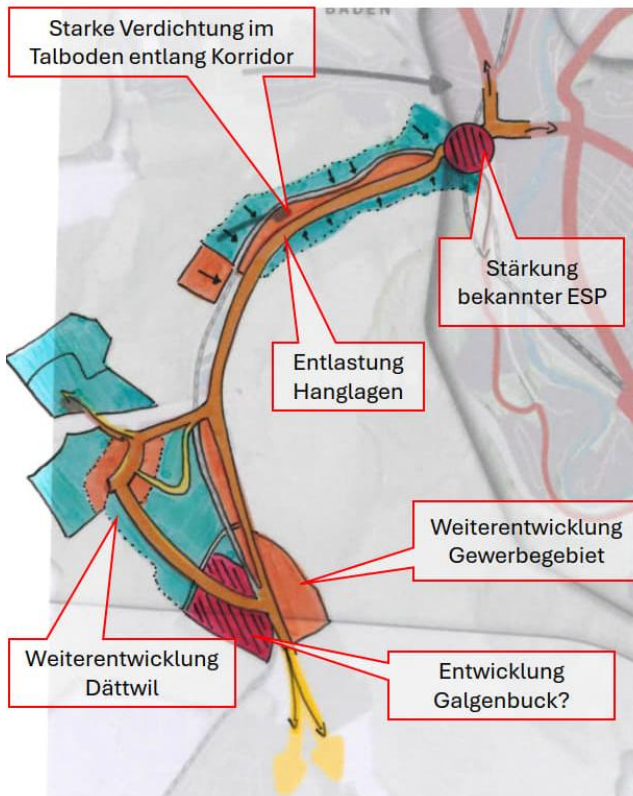 BADEN
Starke Verdichtung im
Talboden entlang Korridor
Stärkung
bekannter ESP
Entlastung
Hanglagen
Weiterentwicklung
Gewerbegebiet
Weiterentwicklung
Dättwil
Entwicklung
Galgenbuck?